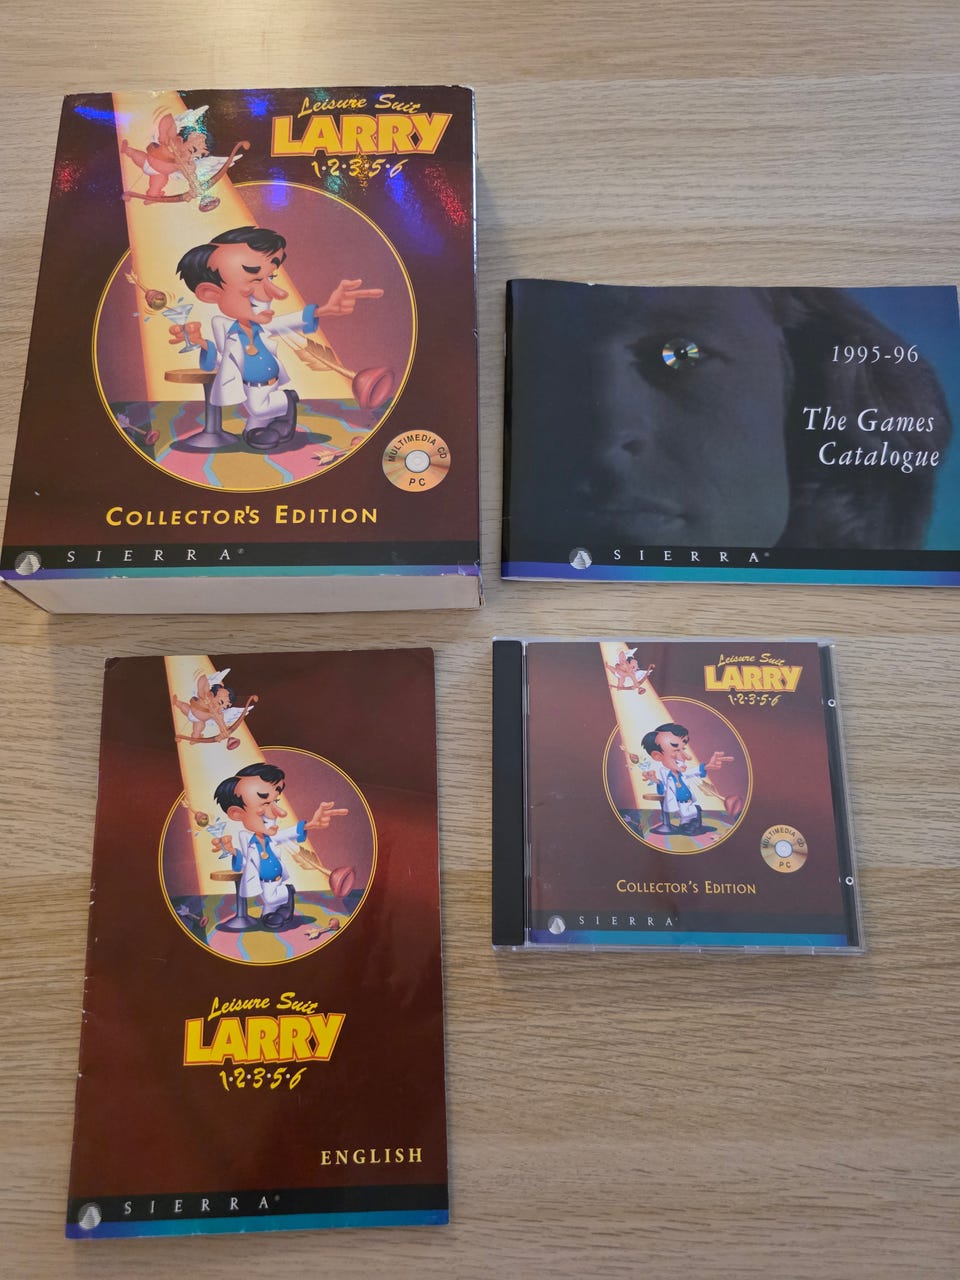 Leisure Suit
LARRY
1·2·3·5·6
MULTIMEDIA CD
PC
COLLECTOR'S EDITION
SIERRA®
1995-96
The Games
Catalogue
SIERRA®
Leisure Suit
LARRY
1·2·3·5·6
ENGLISH
SIERRA®
Leisure Suit
LARRY
1·2·3·5·6
MULTIMEDIA CD
PC
COLLECTOR'S EDITION
SIERRA®